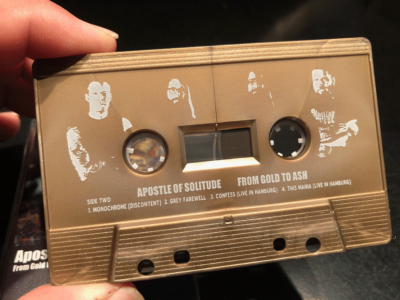 APOSTLE OF SOLITUDE FROM GOLD TO ASH
SIDE TWO
1. MONOCHROME (DISCONTENT) 2. GREY FAREWELL 3. CONFESS (LIVE IN HAMBURG) 4. THIS MANIA (LIVE IN HAMBURG)
Apos
From Gold